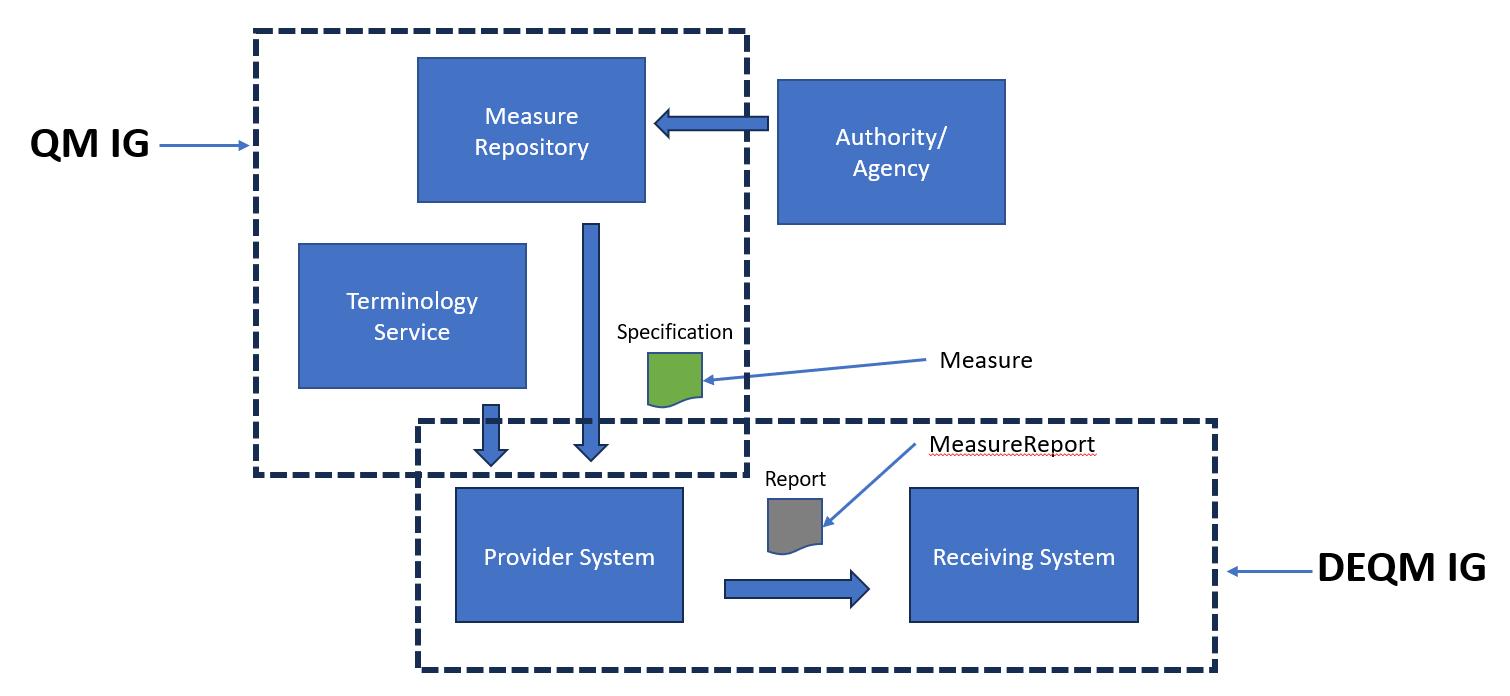 Measure
Repository
QM IG
Authority/
Agency
Terminology
Service
Specification
Measure
MeasureReport
Report
Provider System
Receiving System
DEQM IG